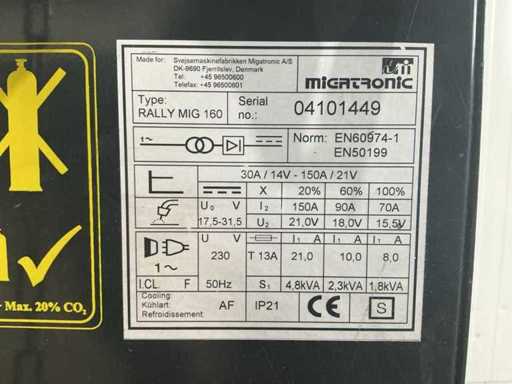 Made for: Svejsemaskinefabrikken Migatronic A/S
DK-9690 Fjerritslev, Denmark
Tel: +45 96500600
Telefax: +45 96500601
MIGATRONIC
Type: RALLY MIG 160
Serial no.: 04101449
1~
Norm: EN60974-1
EN50199
30A / 14V - 150A / 21V
X 20% 60% 100%
U0 V I2 150A 90A 70A
17,5-31,5 U2 21,0V 18,0V 15,5V
U V I1 A I1 A I1 A
1~ 230 T 13A 21,0 10,0 8,0
I.CL. F 50Hz S1 4,8kVA 2,3kVA 1,8kVA
Cooling:
Kühlart: AF IP21 CE S
Refroidissement:
Max. 20% CO2